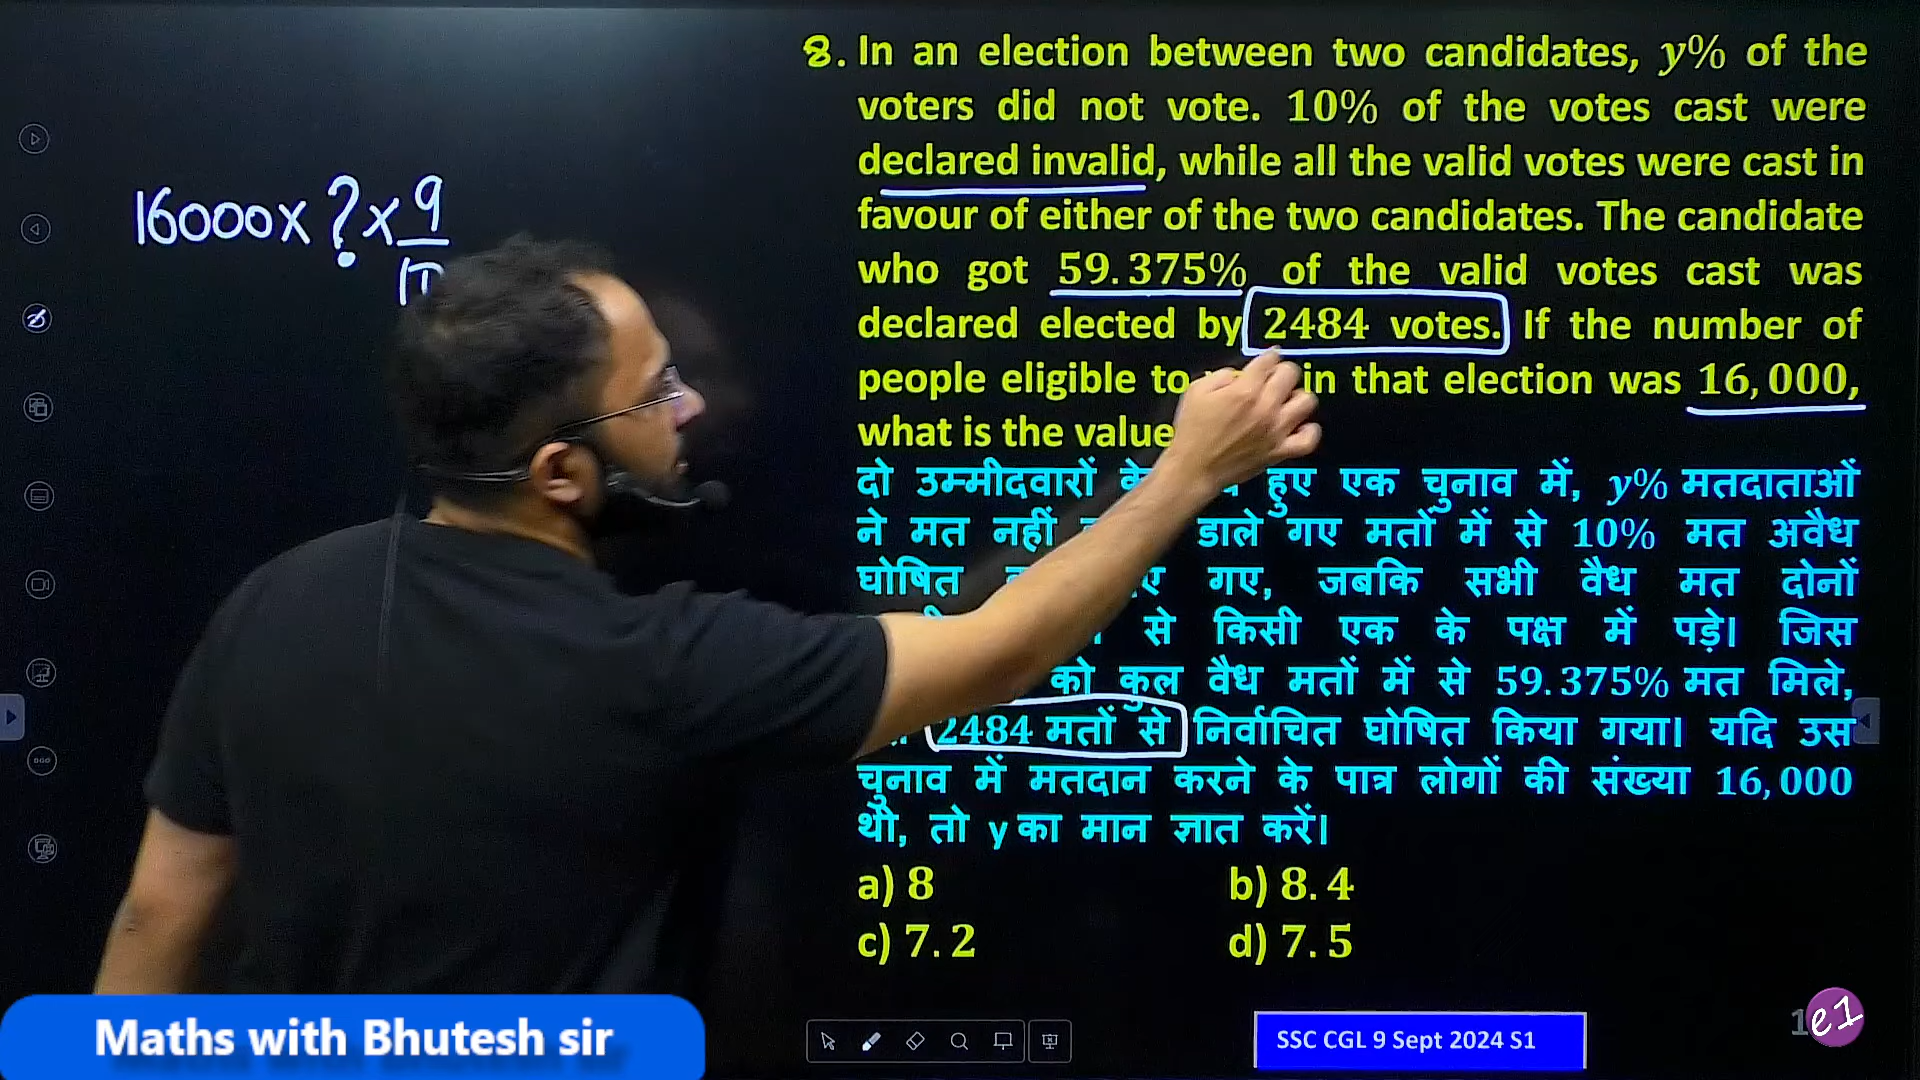 8. In an election between two candidates, y% of the
voters did not vote. 10% of the votes cast were
declared invalid, while all the valid votes were cast in
favour of either of the two candidates. The candidate
who got 59.375% of the valid votes cast was
declared elected by 2484 votes. If the number of
people eligible to in that election was 16,000,
what is the value
16000 x ? x 9
दो उम्मीदवारों हुए एक चुनाव में, y% मतदाताओं
ने मत नहीं डाले गए मतों में से 10% मत अवैध
घोषित गए, जबकि सभी वैध मत दोनों
से किसी एक के पक्ष में पड़े। जिस
को कुल वैध मतों में से 59.375% मत मिले,
2484 मतों से निर्वाचित घोषित किया गया। यदि उस
चुनाव में मतदान करने के पात्र लोगों की संख्या 16,000
थी, तो y का मान ज्ञात करें।
a) 8
b) 8.4
c) 7.2
d) 7.5
Maths with Bhutesh sir
SSC CGL 9 Sept 2024 S1
e1